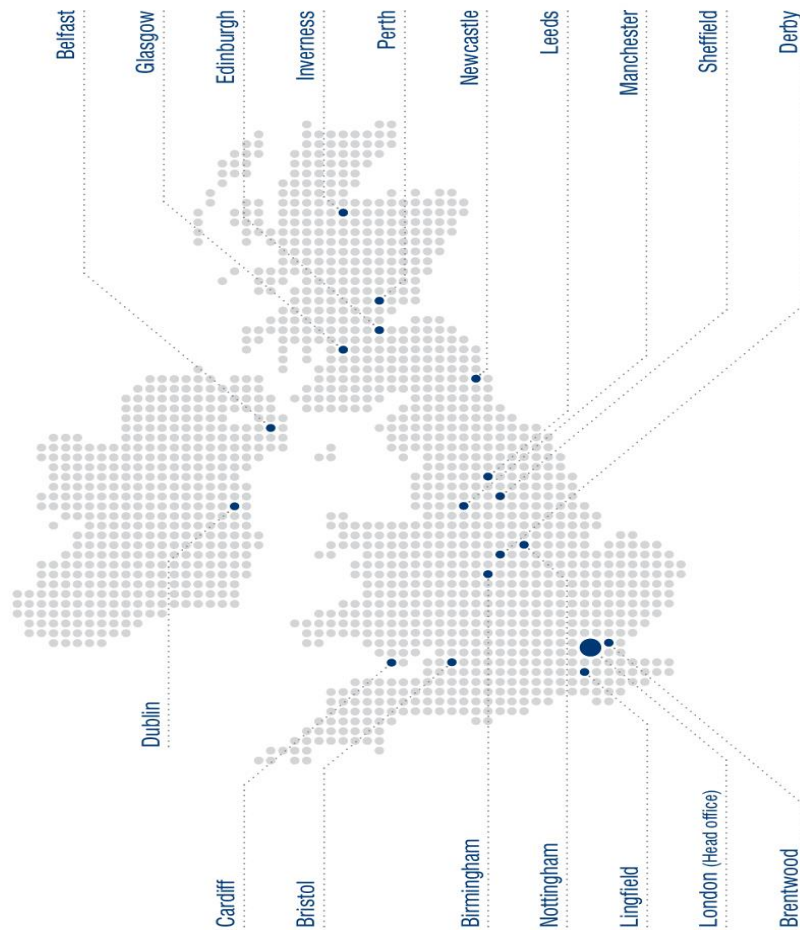 Belfast
Glasgow
Edinburgh
Inverness
Perth
Newcastle
Leeds
Manchester
Sheffield
Derby
Dublin
Cardiff
Bristol
Birmingham
Nottingham
Lingfield
London (Head office)
Brentwood